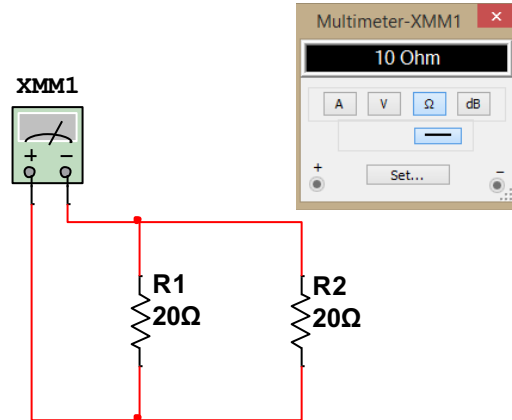 Multimeter-XMM1 ×
10 Ohm
A V Ω dB
+ Set... −
XMM1
+ −
R1
20Ω
R2
20Ω